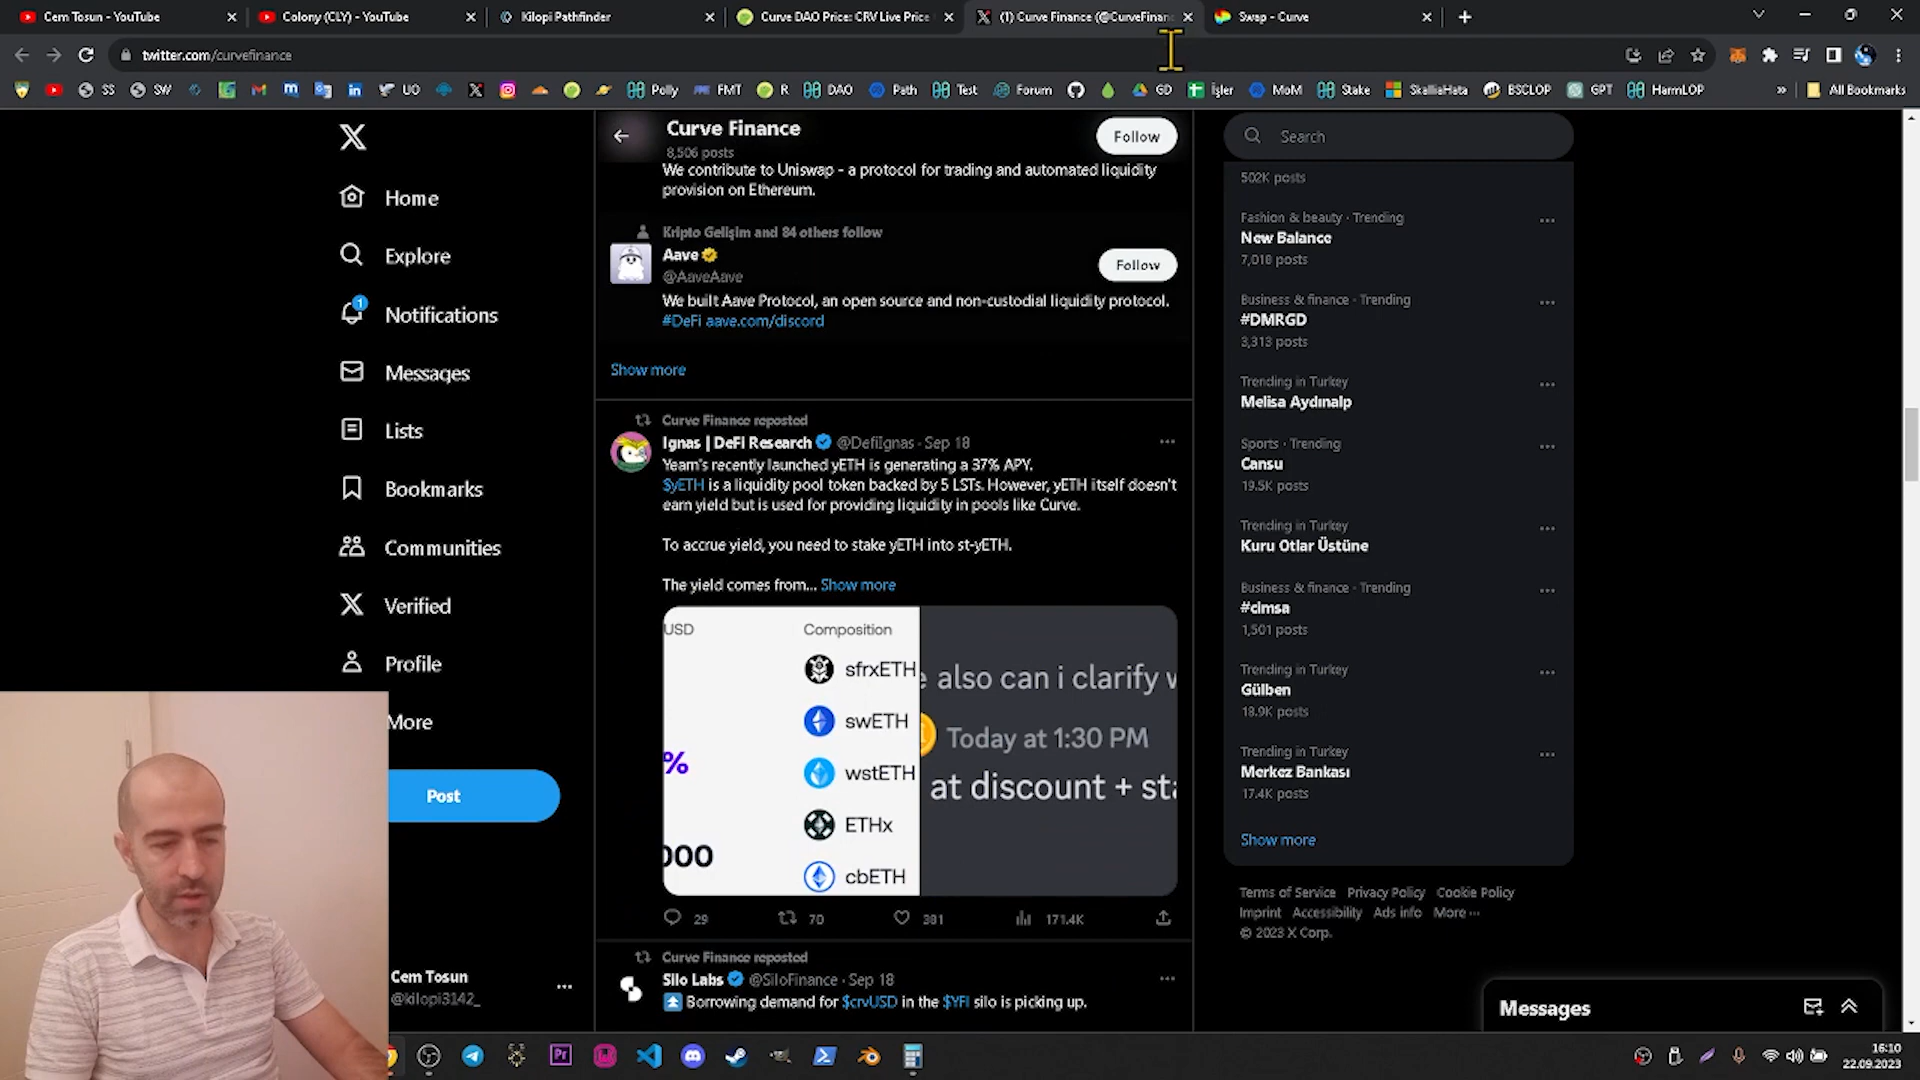 Cem Tosun - YouTube
Colony (CLY) - YouTube
Kilopi Pathfinder
Curve DAO Price: CRV Live Price
(1) Curve Finance (@CurveFinanc
Swap - Curve
twitter.com/curvefinance
SS
SW
UO
Polly
FMT
R
DAO
Path
Test
Forum
GD
İşler
MoM
Stake
SkalliaHata
BSCLOP
GPT
HarmLOP
»
All Bookmarks
Home
Explore
1
Notifications
Messages
Lists
Bookmarks
Communities
Verified
Profile
More
Post
Cem Tosun
@kilopi3142_
Curve Finance
8,506 posts
Follow
We contribute to Uniswap - a protocol for trading and automated liquidity
provision on Ethereum.
Kripto Gelişim and 84 others follow
Aave
@AaveAave
Follow
We built Aave Protocol, an open source and non-custodial liquidity protocol.
#DeFi aave.com/discord
Show more
Curve Finance reposted
Ignas | DeFi Research @DefiIgnas · Sep 18
Yearn's recently launched yETH is generating a 37% APY.
$yETH is a liquidity pool token backed by 5 LSTs. However, yETH itself doesn't
earn yield but is used for providing liquidity in pools like Curve.
To accrue yield, you need to stake yETH into st-yETH.
The yield comes from... Show more
USD
Composition
sfrxETH
swETH
%
wstETH
ETHx
000
cbETH
e also can i clarify w
Today at 1:30 PM
at discount + sta
29
70
381
171.4K
Curve Finance reposted
Silo Labs @SiloFinance · Sep 18
Borrowing demand for $crvUSD in the $YFI silo is picking up.
Search
502K posts
Fashion & beauty · Trending
New Balance
7,018 posts
Business & finance · Trending
#DMRGD
3,313 posts
Trending in Turkey
Melisa Aydınalp
Sports · Trending
Cansu
19.5K posts
Trending in Turkey
Kuru Otlar Üstüne
Business & finance · Trending
#cimsa
1,501 posts
Trending in Turkey
Gülben
18.9K posts
Trending in Turkey
Merkez Bankası
17.4K posts
Show more
Terms of Service Privacy Policy Cookie Policy
Imprint Accessibility Ads info More ···
© 2023 X Corp.
Messages
Pr
16:10
22.09.2023